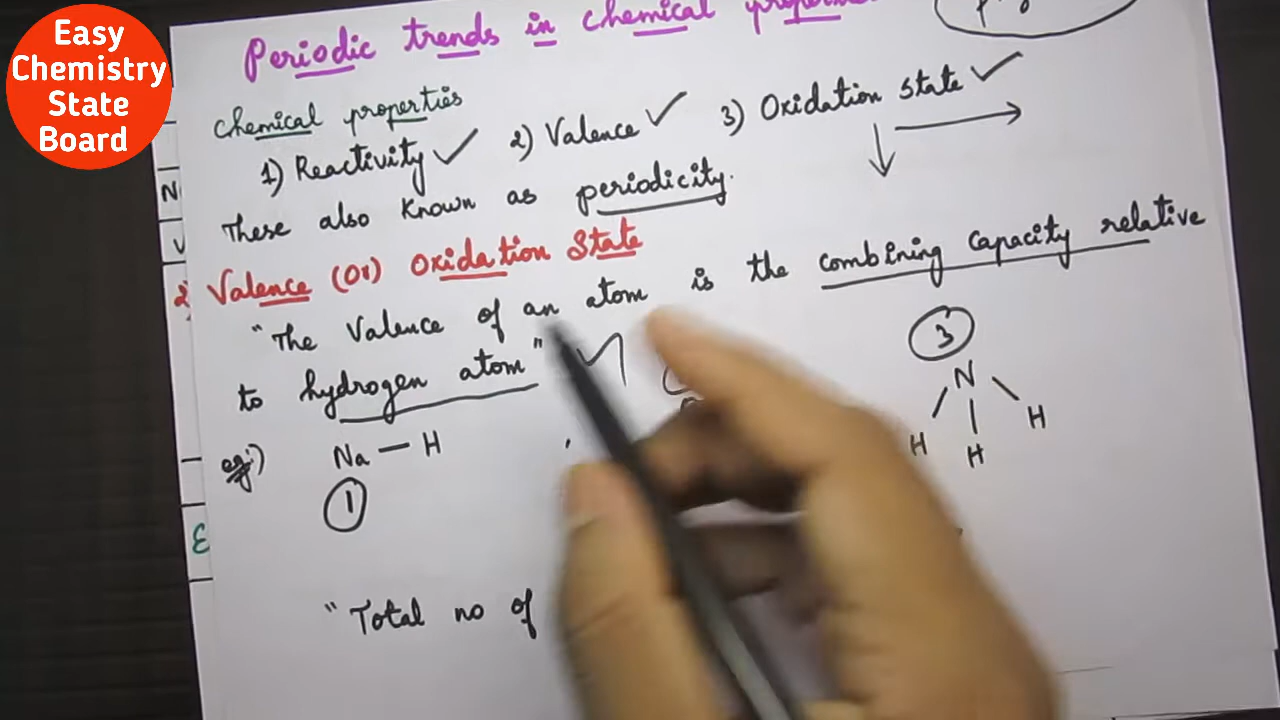 Easy
Chemistry
State
Board
Periodic trends in chemical
chemical properties
1) Reactivity ✓ 2) Valence ✓ 3) Oxidation state ✓
These also known as periodicity.
Valence (Or) Oxidation State
"The Valence of an atom is the combining capacity relative
to hydrogen atom"
eg:) Na — H
1
3
N
H H H
"Total no of